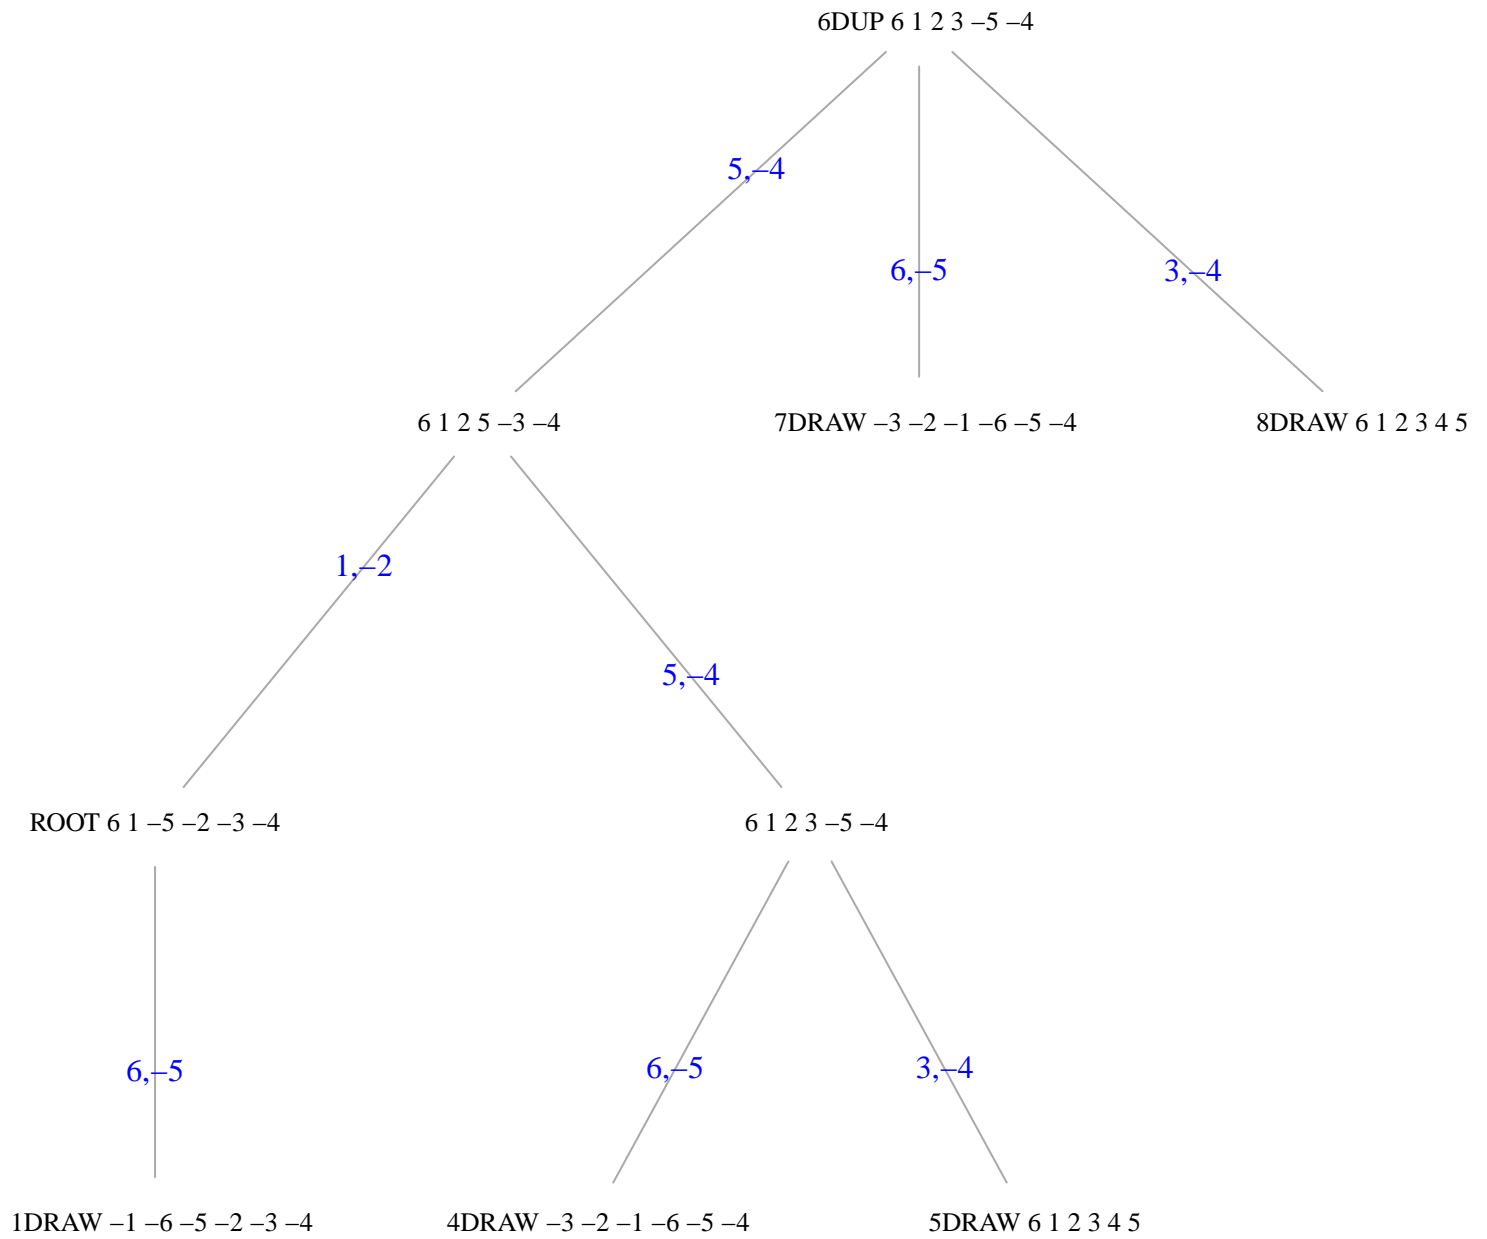 6DUP 6 1 2 3 –5 –4
5,–4
6,–5
3,–4
6 1 2 5 –3 –4
7DRAW –3 –2 –1 –6 –5 –4
8DRAW 6 1 2 3 4 5
1,–2
5,–4
ROOT 6 1 –5 –2 –3 –4
6 1 2 3 –5 –4
6,–5
6,–5
3,–4
1DRAW –1 –6 –5 –2 –3 –4
4DRAW –3 –2 –1 –6 –5 –4
5DRAW 6 1 2 3 4 5